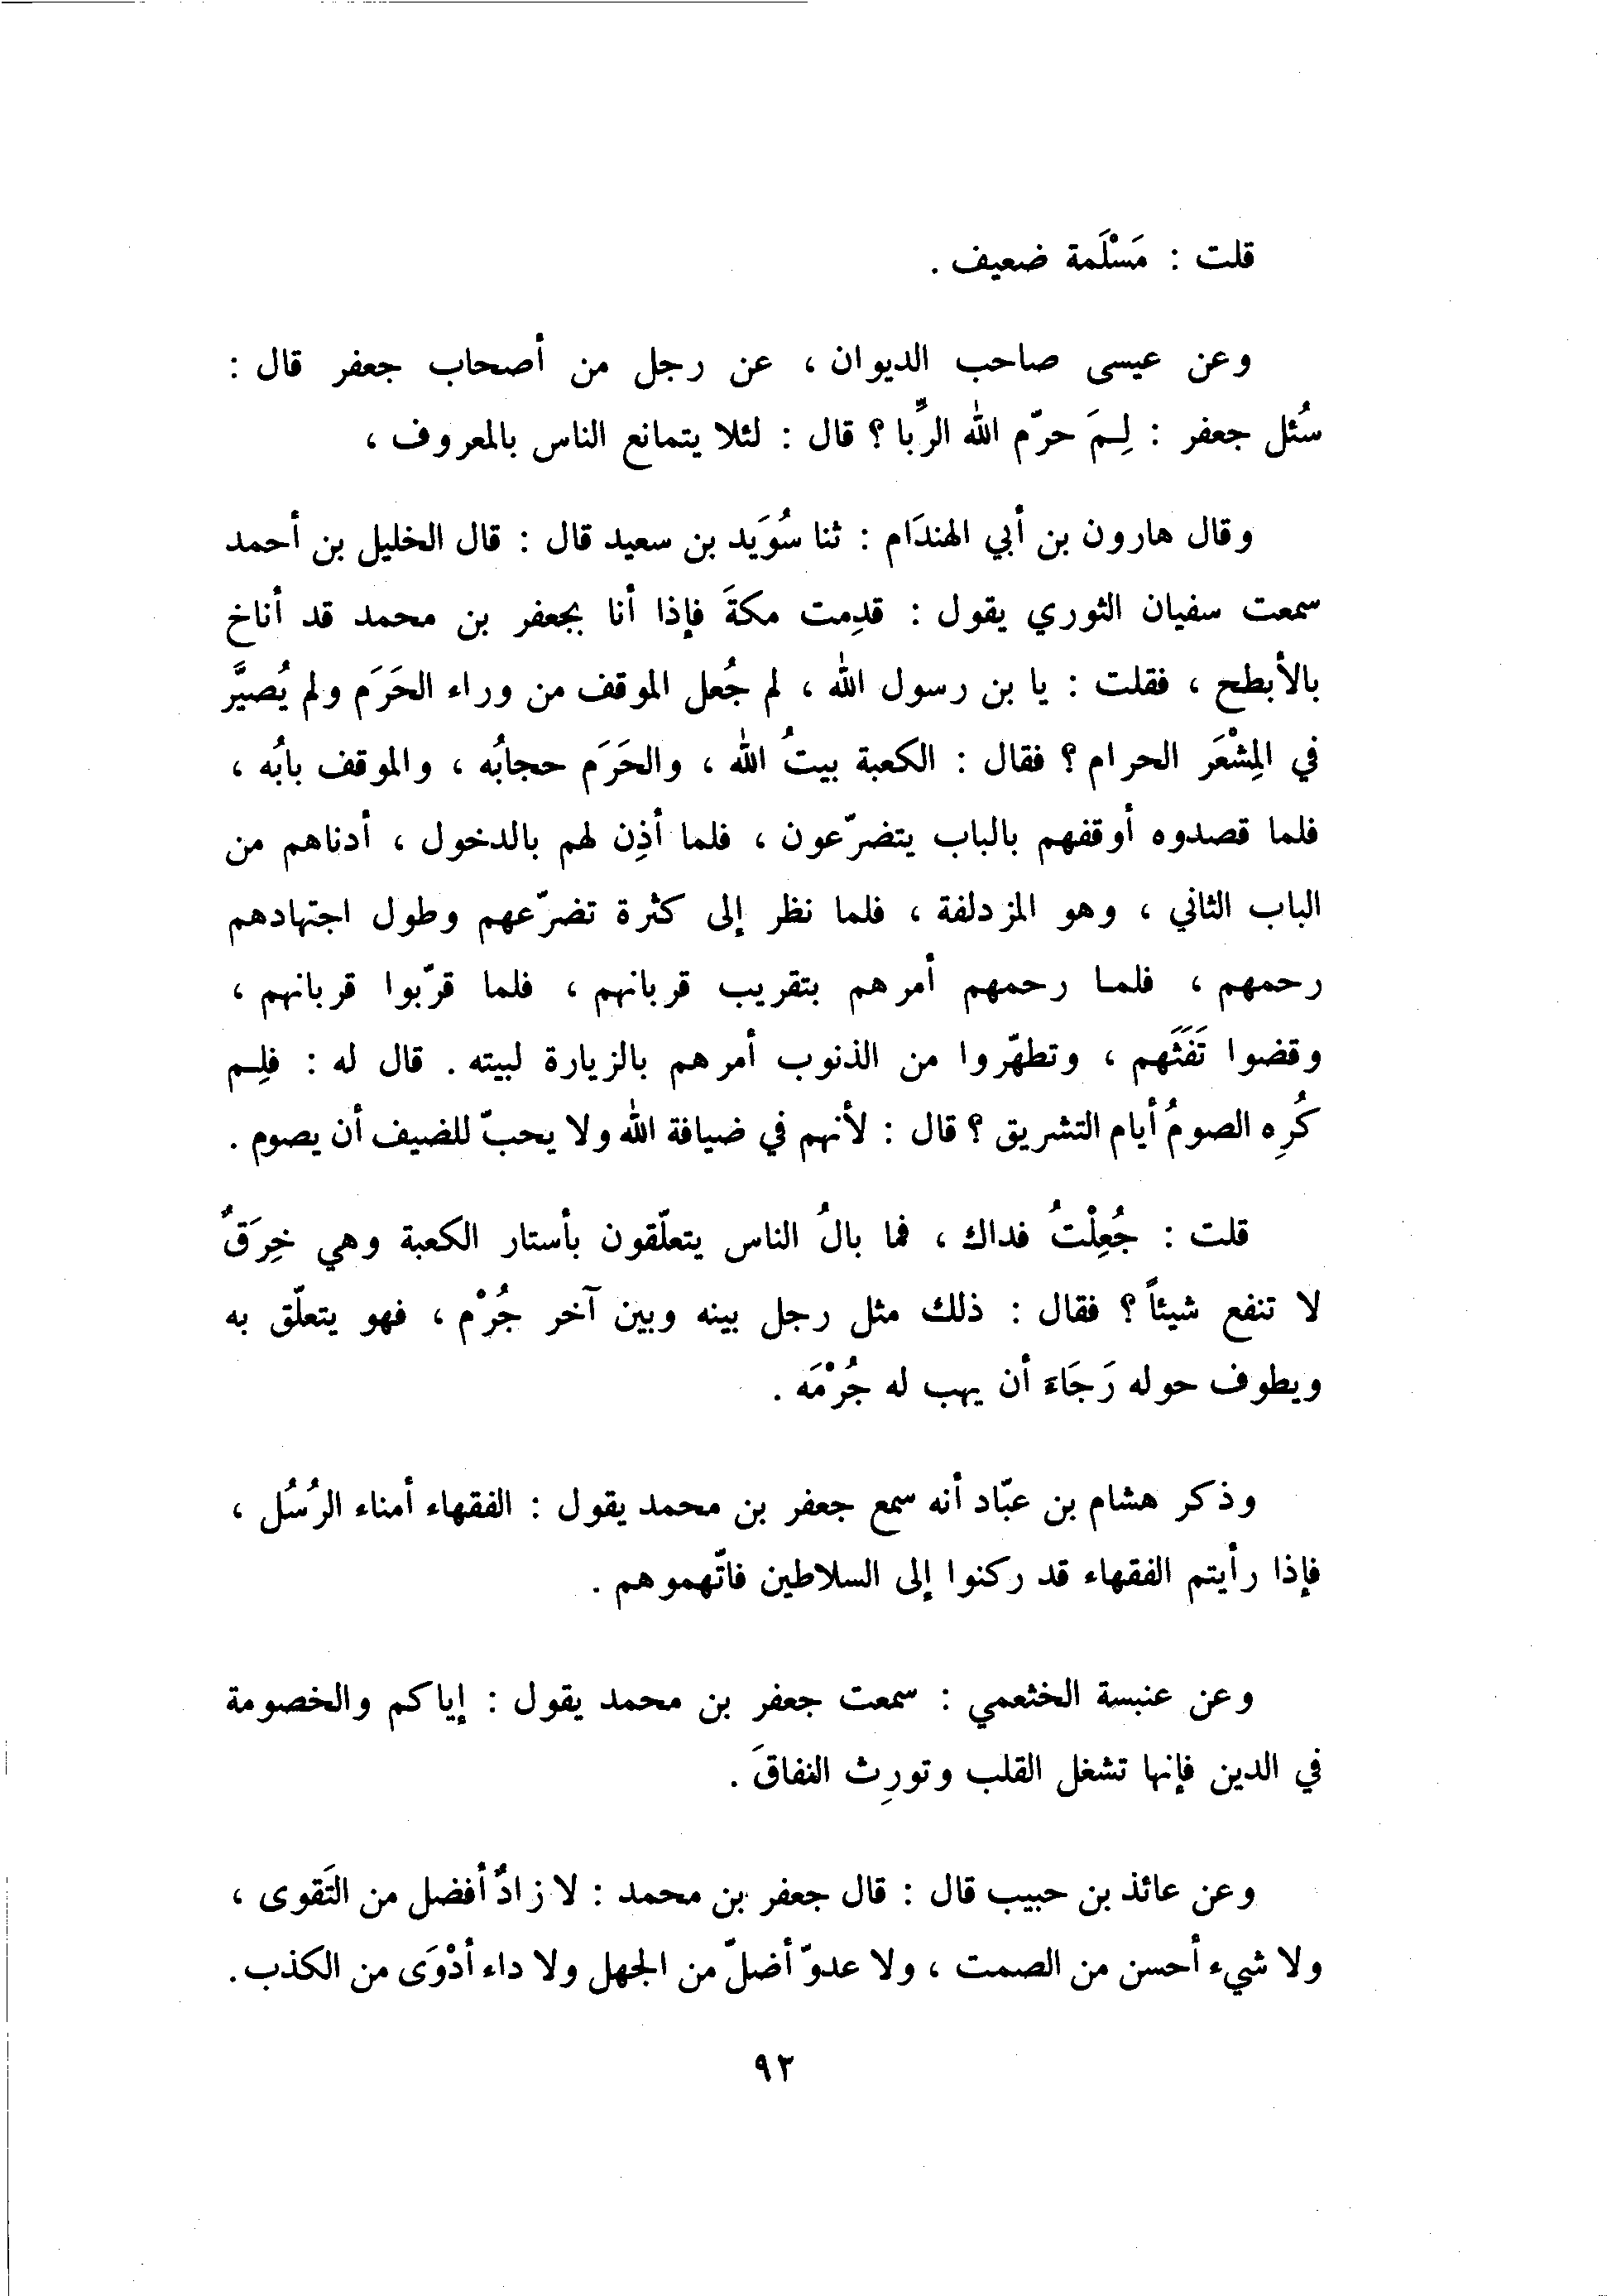 قلت : مَسْلَمة ضعيف .
وعن عيسى صاحب الديوان ، عن رجل من أصحاب جعفر قال :
سُئل جعفر : لِـمَ حرّم الله الرِّبا ؟ قال : لئلا يتمانع الناس بالمعروف ،
وقال هارون بن أبي الهندَام : ثنا سُوَيد بن سعيد قال : قال الخليل بن أحمد
سمعت سفيان الثوري يقول : قدِمت مكةَ فإذا أنا بجعفر بن محمد قد أناخ
بالأبطح ، فقلت : يا بن رسول الله ، لم جُعل الموقف من وراء الحَرَم ولم يُصيَّر
في المِشْعَر الحرام ؟ فقال : الكعبة بيتُ الله ، والحَرَم حجابُه ، والموقف بابُه ،
فلما قصدوه أوقفهم بالباب يتضرّعون ، فلما أذِن لهم بالدخول ، أدناهم من
الباب الثاني ، وهو المزدلفة ، فلما نظر إلى كثرة تضرّعهم وطول اجتهادهم
رحمهم ، فلمـا رحمهم أمرهم بتقريب قربانهم ، فلما قرّبوا قربانهم ،
وقضوا تَفَثَهم ، وتطهّروا من الذنوب أمرهم بالزيارة لبيته . قال له : فلِـم
كُرِه الصومُ أيام التشريق ؟ قال : لأنهم في ضيافة الله ولا يحبّ للضيف أن يصوم .
قلت : جُعِلْتُ فداك ، فما بالُ الناس يتعلّقون بأستار الكعبة وهي خِرَقٌ
لا تنفع شيئاً ؟ فقال : ذلك مثل رجل بينه وبين آخر جُرْم ، فهو يتعلّق به
ويطوف حوله رَجَاءَ أن يهب له جُرْمَه .
وذكر هشام بن عبّاد أنه سمع جعفر بن محمد يقول : الفقهاء أمناء الرُسُل ،
فإذا رأيتم الفقهاء قد ركنوا إلى السلاطين فاتّهموهم .
وعن عنبسة الخثعمي : سمعت جعفر بن محمد يقول : إياكم والخصومة
في الدين فإنها تشغل القلب وتورِث النفاقَ .
وعن عائذ بن حبيب قال : قال جعفر بن محمد : لا زادٌ أفضل من التَقوى ،
ولا شيء أحسن من الصمت ، ولا عدوّ أضلّ من الجهل ولا داء أدْوَى من الكذب .
٩٣